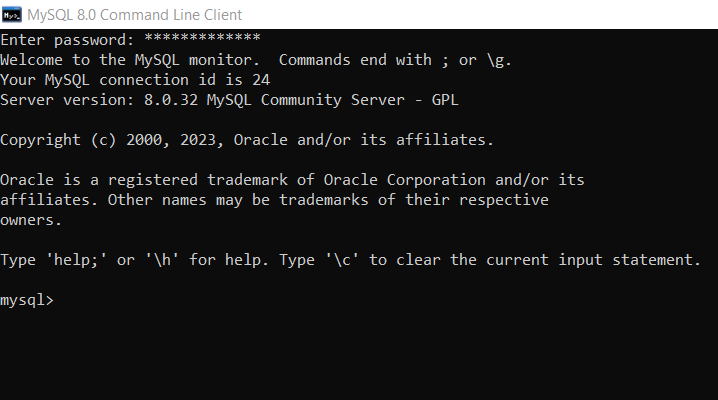 MySQL 8.0 Command Line Client
Enter password: *************
Welcome to the MySQL monitor.  Commands end with ; or \g.
Your MySQL connection id is 24
Server version: 8.0.32 MySQL Community Server - GPL

Copyright (c) 2000, 2023, Oracle and/or its affiliates.

Oracle is a registered trademark of Oracle Corporation and/or its
affiliates. Other names may be trademarks of their respective
owners.

Type 'help;' or '\h' for help. Type '\c' to clear the current input statement.

mysql>